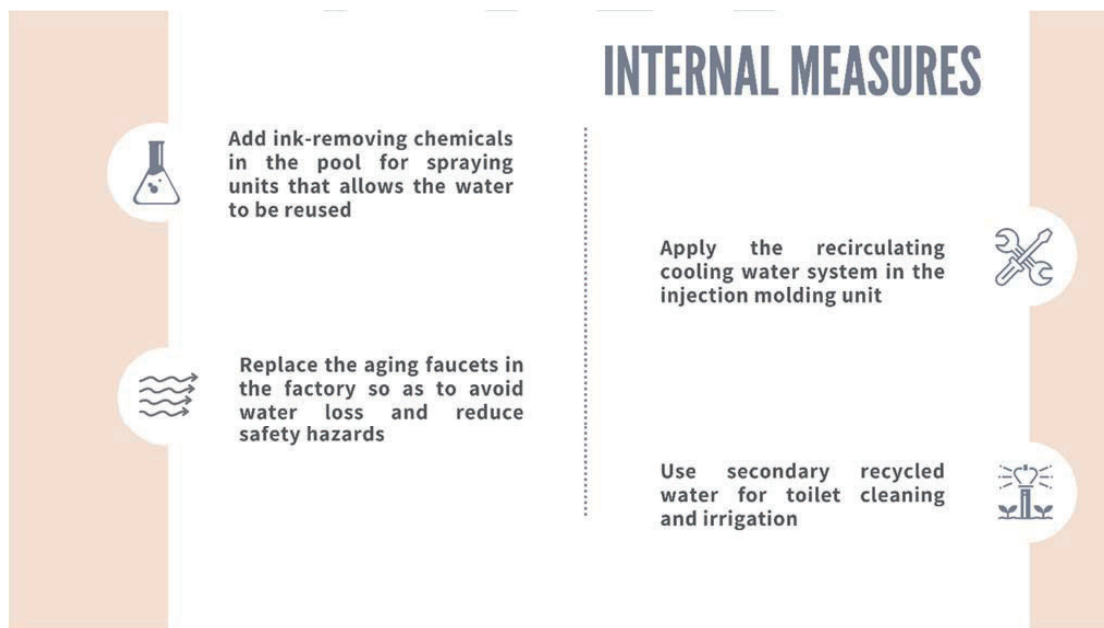 INTERNAL MEASURES
Add ink-removing chemicals
in the pool for spraying
units that allows the water
to be reused
Replace the aging faucets in
the factory so as to avoid
water loss and reduce
safety hazards
Apply the recirculating
cooling water system in the
injection molding unit
Use secondary recycled
water for toilet cleaning
and irrigation